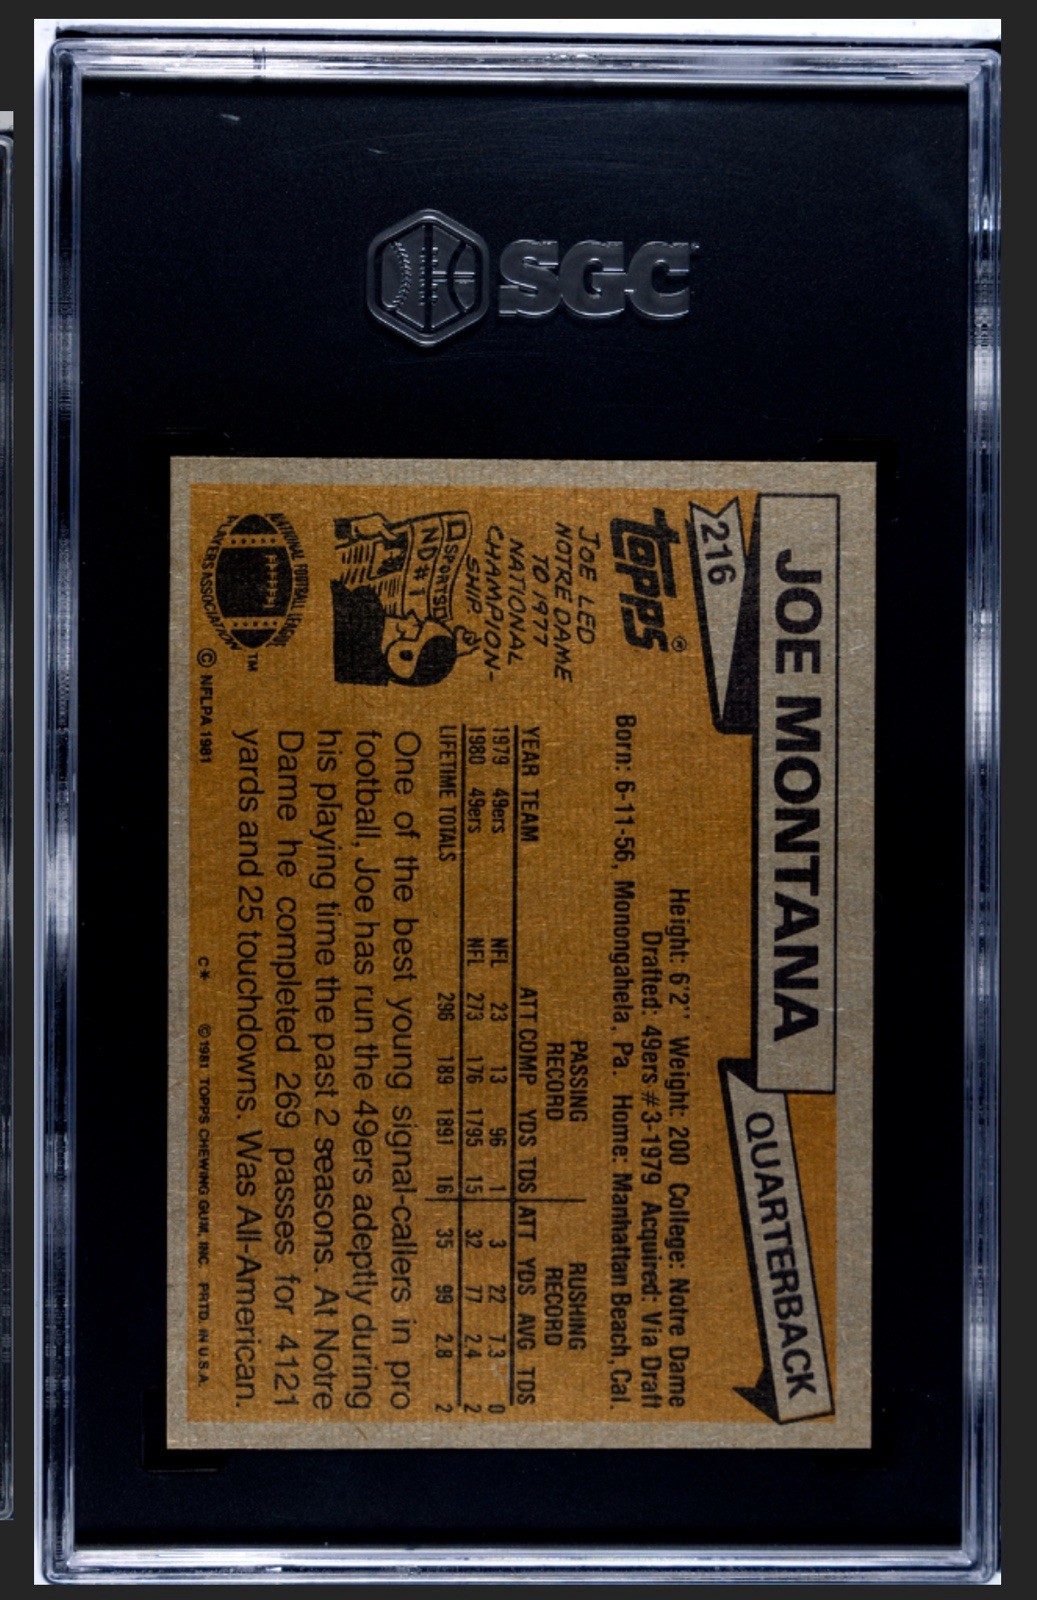 SGC
JOE MONTANA
QUARTERBACK
216
TOPPS®
Height: 6'2" Weight: 200 College: Notre Dame
Drafted: 49ers #3-1979 Acquired: Via Draft
Born: 6-11-56, Monongahela, Pa. Home: Manhattan Beach, Cal.
JOE LED
NOTRE DAME
TO 1977
NATIONAL
CHAMPION-
SHIP.
SPORTS
ND #1
PASSING RUSHING
RECORD RECORD
YEAR TEAM ATT COMP YDS TDS ATT YDS AVG TDS
1979 49ers NFL 23 13 96 1 3 22 7.3 0
1980 49ers NFL 273 176 1795 15 32 77 2.4 2
LIFETIME TOTALS 296 189 1891 16 35 99 2.8 2
One of the best young signal-callers in pro
football, Joe has run the 49ers adeptly during
his playing time the past 2 seasons. At Notre
Dame he completed 269 passes for 4121
yards and 25 touchdowns. Was All-American.
NATIONAL FOOTBALL LEAGUE
PLAYERS ASSOCIATION
TM
© NFLPA 1981
C* ©1981 TOPPS CHEWING GUM, INC. PRTD. IN U.S.A.